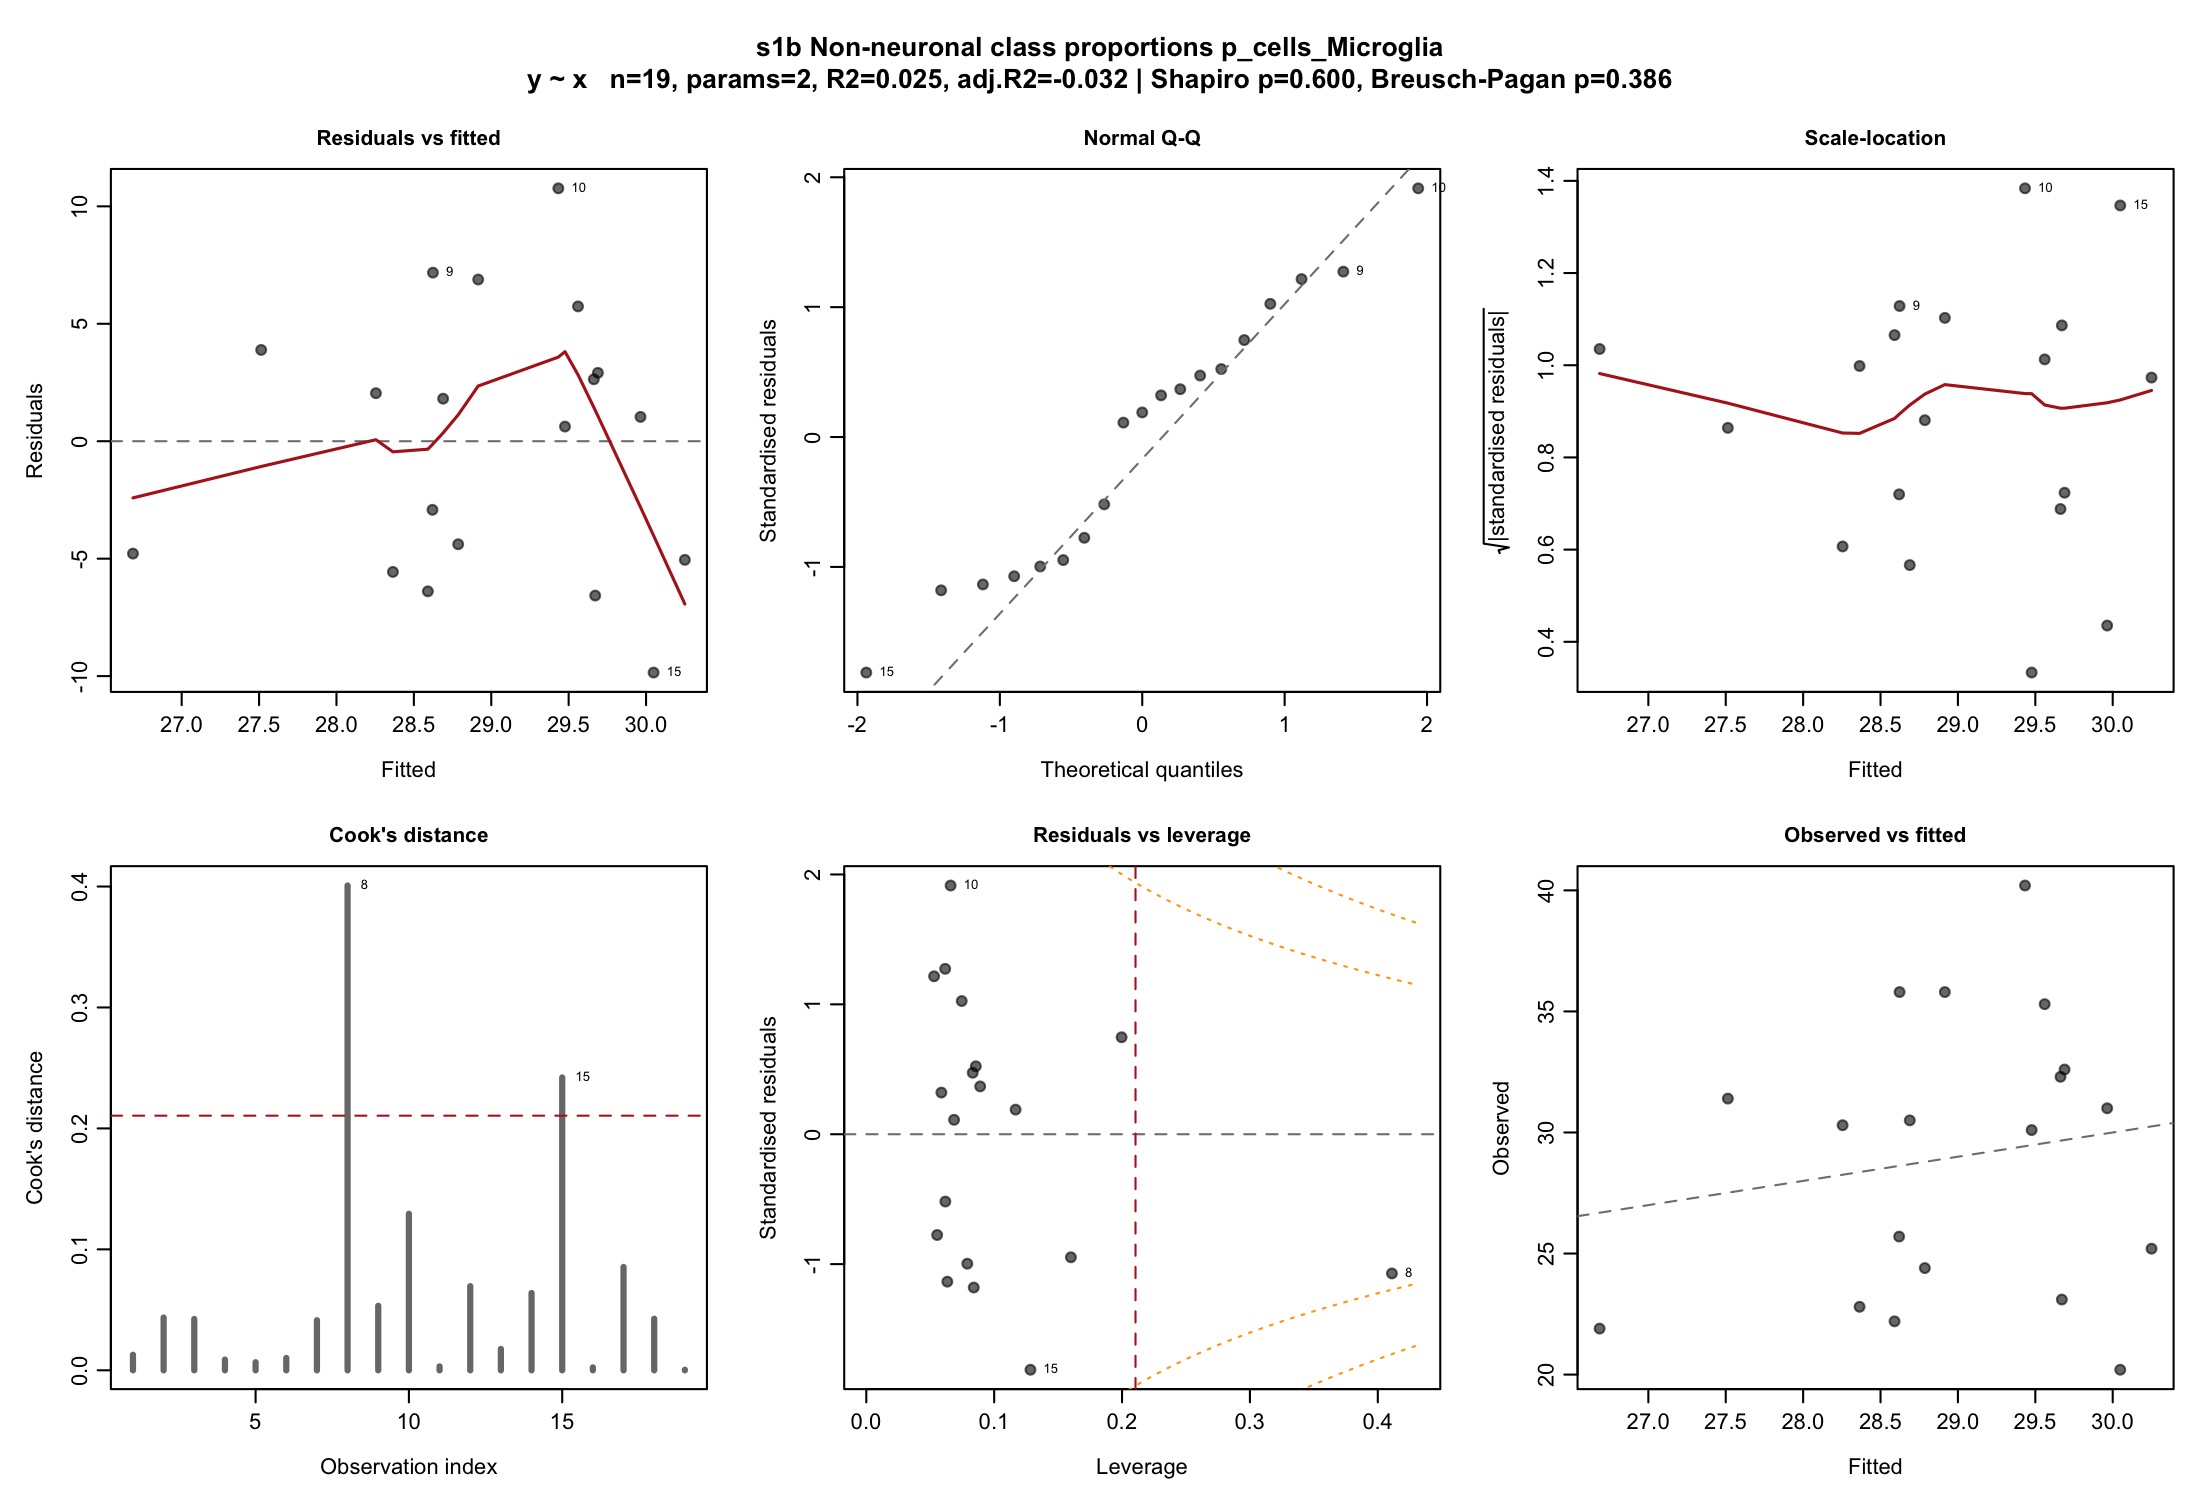 s1b Non-neuronal class proportions p_cells_Microglia
y ~ x   n=19, params=2, R2=0.025, adj.R2=-0.032 | Shapiro p=0.600, Breusch-Pagan p=0.386
Residuals vs fitted
Residuals
10
5
0
-5
-10
10
9
15
27.0 27.5 28.0 28.5 29.0 29.5 30.0
Fitted
Normal Q-Q
Standardised residuals
2
1
0
-1
10
9
15
-2 -1 0 1 2
Theoretical quantiles
Scale-location
√|standardised residuals|
1.4
1.2
1.0
0.8
0.6
0.4
10
15
9
27.0 27.5 28.0 28.5 29.0 29.5 30.0
Fitted
Cook's distance
Cook's distance
0.4
0.3
0.2
0.1
0.0
8
15
5 10 15
Observation index
Residuals vs leverage
Standardised residuals
2
1
0
-1
10
8
15
0.0 0.1 0.2 0.3 0.4
Leverage
Observed vs fitted
Observed
40
35
30
25
20
27.0 27.5 28.0 28.5 29.0 29.5 30.0
Fitted